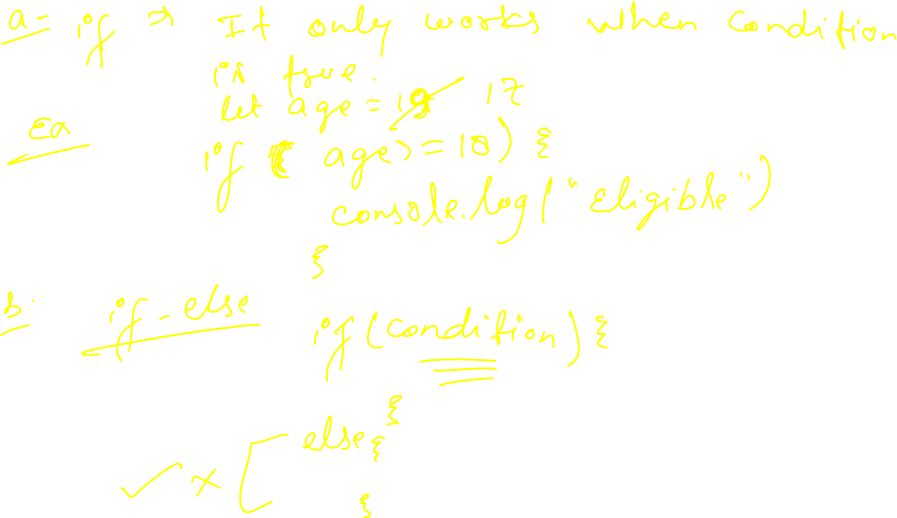 a- if → It only works when condition
is true.
let age = 19 17
Ex
if ( age >= 18) {
console.log("Eligible")
}
b. if-else if (condition) {
}
else {
✓ × [
}